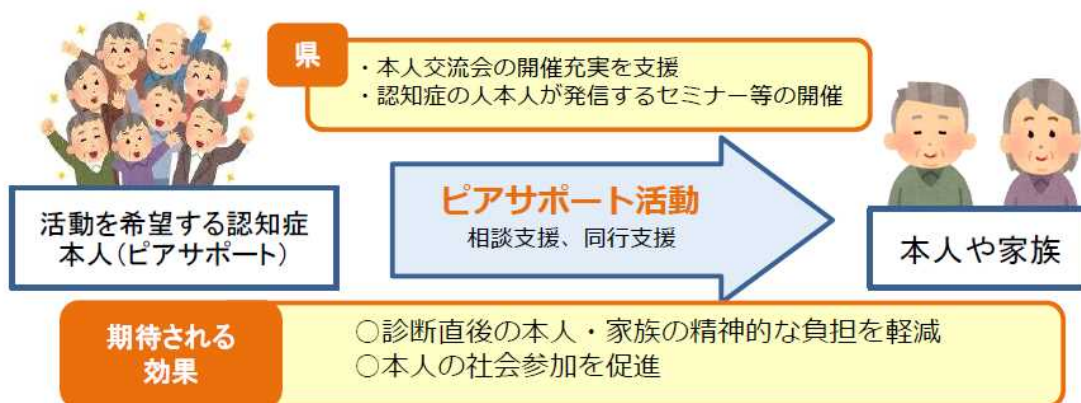 県
・本人交流会の開催充実を支援
・認知症の人本人が発信するセミナー等の開催
活動を希望する認知症
本人(ピアサポート)
ピアサポート活動
相談支援、同行支援
本人や家族
期待される
効果
○診断直後の本人・家族の精神的な負担を軽減
○本人の社会参加を促進